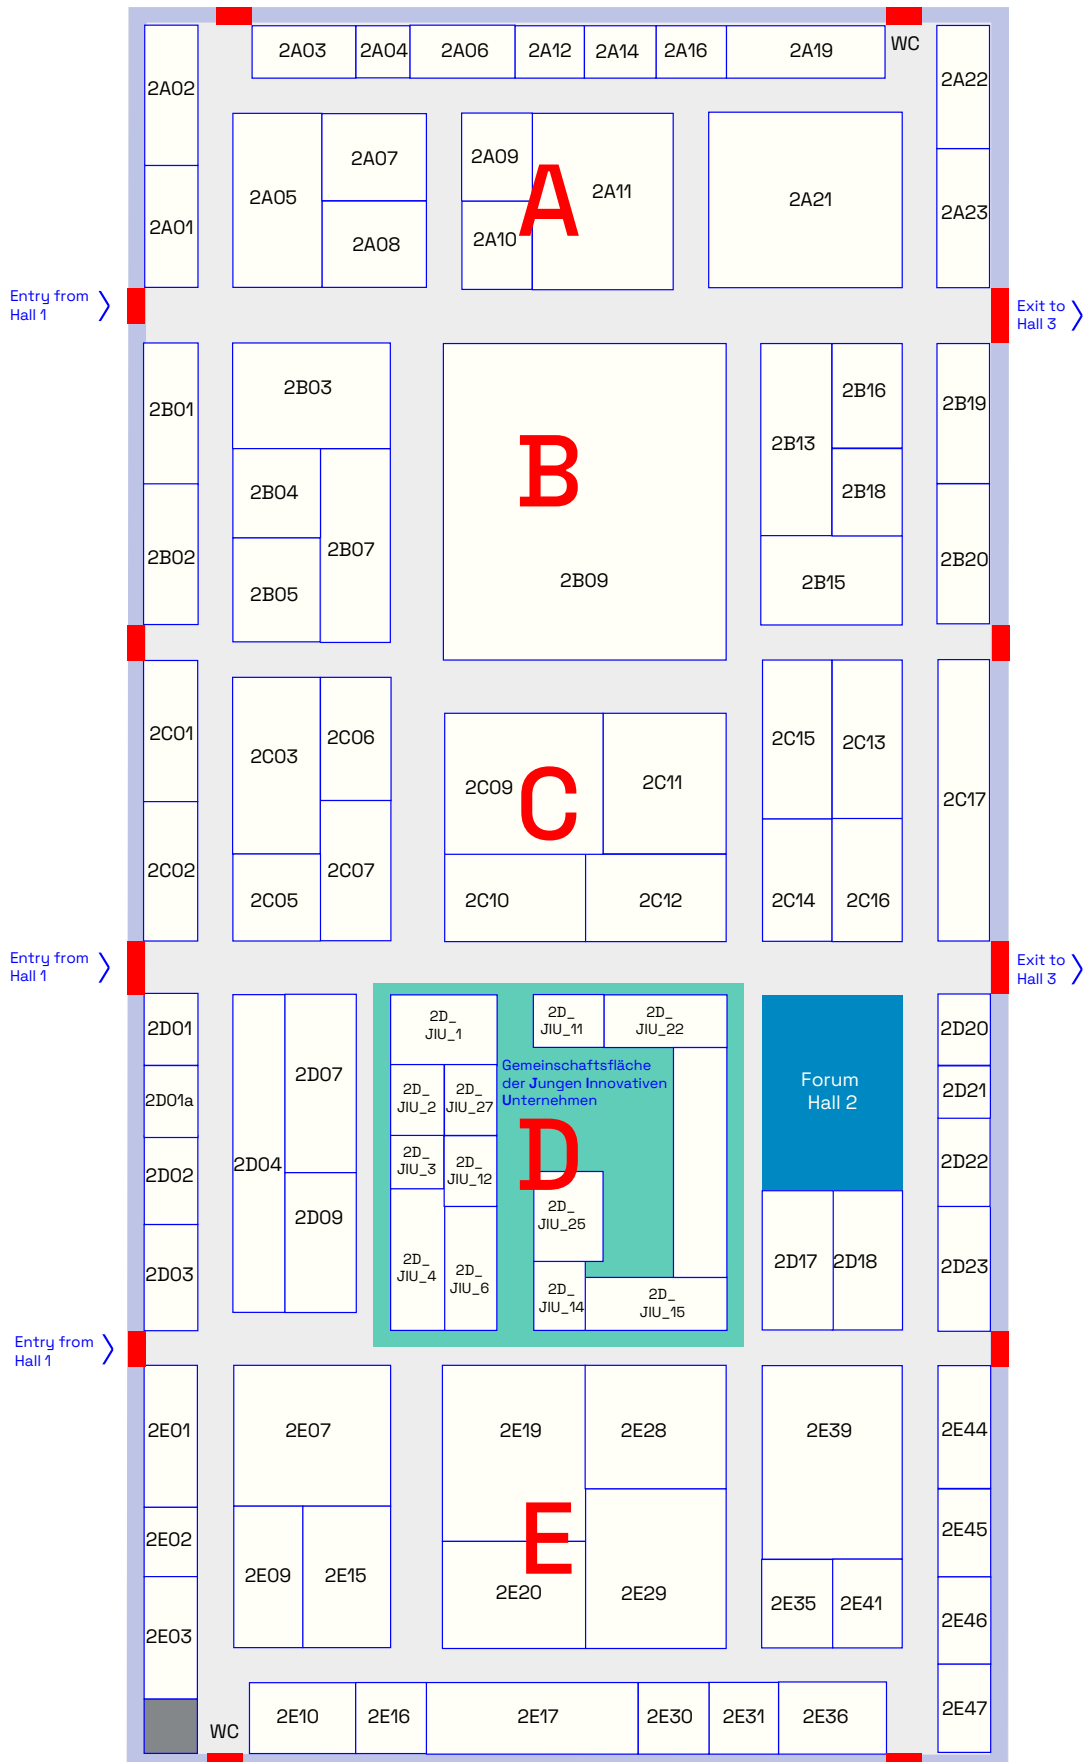 2A03
2A04
2A06
2A12
2A14
2A16
2A19
WC
2A02
2A22
2A01
2A23
2A05
2A07
2A08
2A09
2A10
2A11
A
2A21
Entry from
Hall 1
Exit to
Hall 3
2B01
2B02
2B03
2B04
2B05
2B07
B
2B09
2B13
2B16
2B18
2B15
2B19
2B20
2C01
2C02
2C03
2C06
2C05
2C07
2C09
2C11
C
2C10
2C12
2C15
2C13
2C14
2C16
2C17
Entry from
Hall 1
Exit to
Hall 3
2D01
2D01a
2D02
2D03
2D04
2D07
2D09
2D_
JIU_1
2D_
JIU_2
2D_
JIU_27
2D_
JIU_3
2D_
JIU_12
2D_
JIU_4
2D_
JIU_6
2D_
JIU_11
2D_
JIU_22
Gemeinschaftsfläche
der Jungen Innovativen
Unternehmen
D
2D_
JIU_25
2D_
JIU_14
2D_
JIU_15
Forum
Hall 2
2D17
2D18
2D20
2D21
2D22
2D23
Entry from
Hall 1
2E01
2E02
2E03
2E07
2E09
2E15
2E19
2E28
E
2E20
2E29
2E39
2E35
2E41
2E44
2E45
2E46
2E47
WC
2E10
2E16
2E17
2E30
2E31
2E36